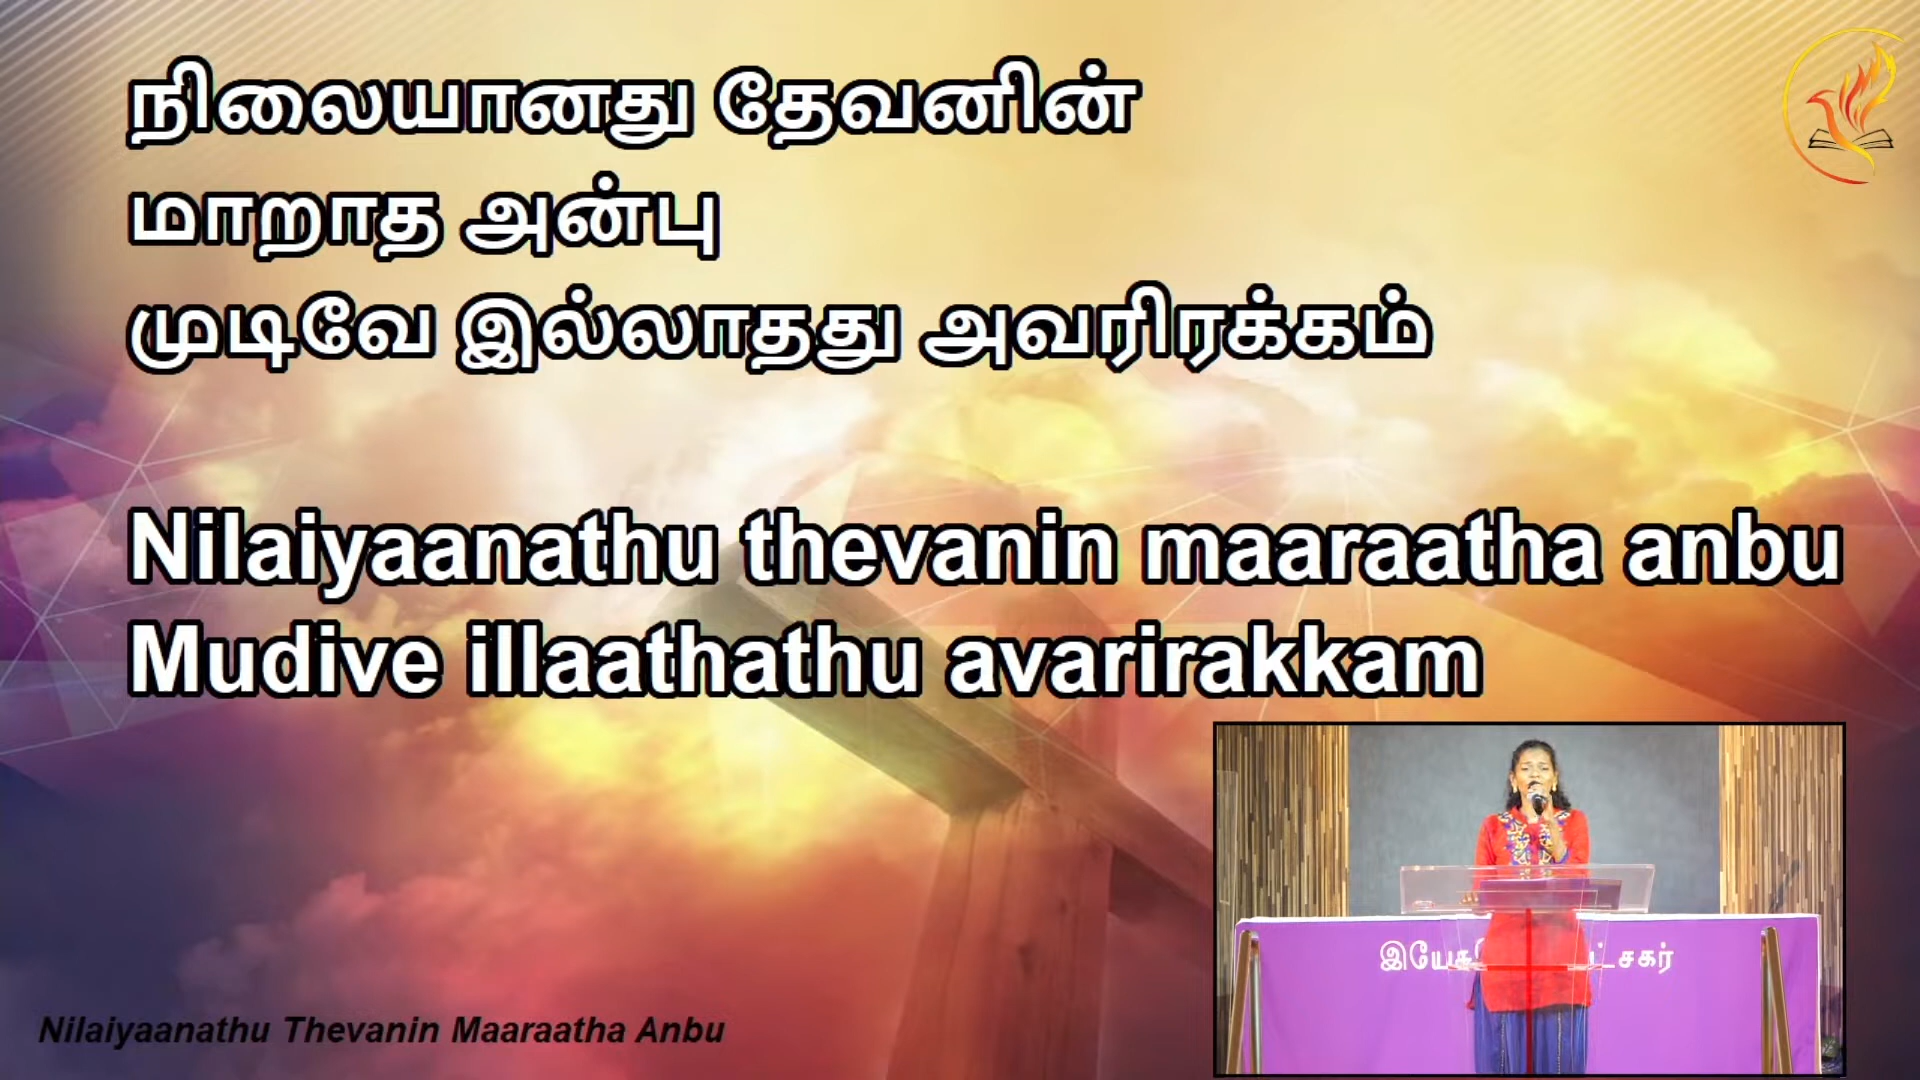 நிலையானது தேவனின்
மாறாத அன்பு
முடிவே இல்லாதது அவரிரக்கம்
Nilaiyaanathu thevanin maaraatha anbu
Mudive illaathathu avarirakkam
Nilaiyaanathu Thevanin Maaraatha Anbu